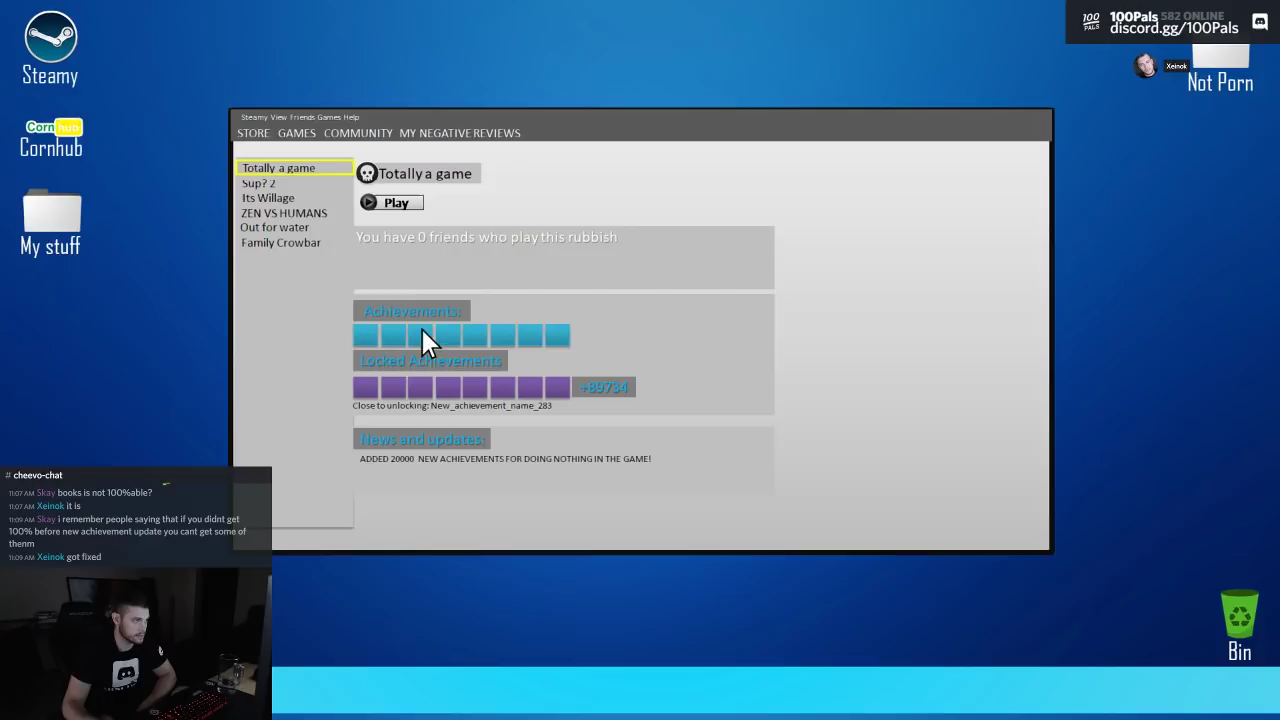 100
PALS
100Pals 582 ONLINE
discord.gg/100Pals
Xeinok
Steamy
Not Porn
Corn hub
Cornhub
My stuff
Steamy View Friends Games Help
STORE GAMES COMMUNITY MY NEGATIVE REVIEWS
Totally a game
Sup? 2
Its Willage
ZEN VS HUMANS
Out for water
Family Crowbar
Totally a game
Play
You have 0 friends who play this rubbish
Achievements:
Locked Achievements
+89734
Close to unlocking: New_achievement_name_283
News and updates:
ADDED 20000 NEW ACHIEVEMENTS FOR DOING NOTHING IN THE GAME!
# cheevo-chat
11:07 AM Skay books is not 100%able?
11:07 AM Xeinok it is
11:09 AM Skay i remember people saying that if you didnt get
100% before new achievement update you cant get some of
thenm
11:09 AM Xeinok got fixed
Bin